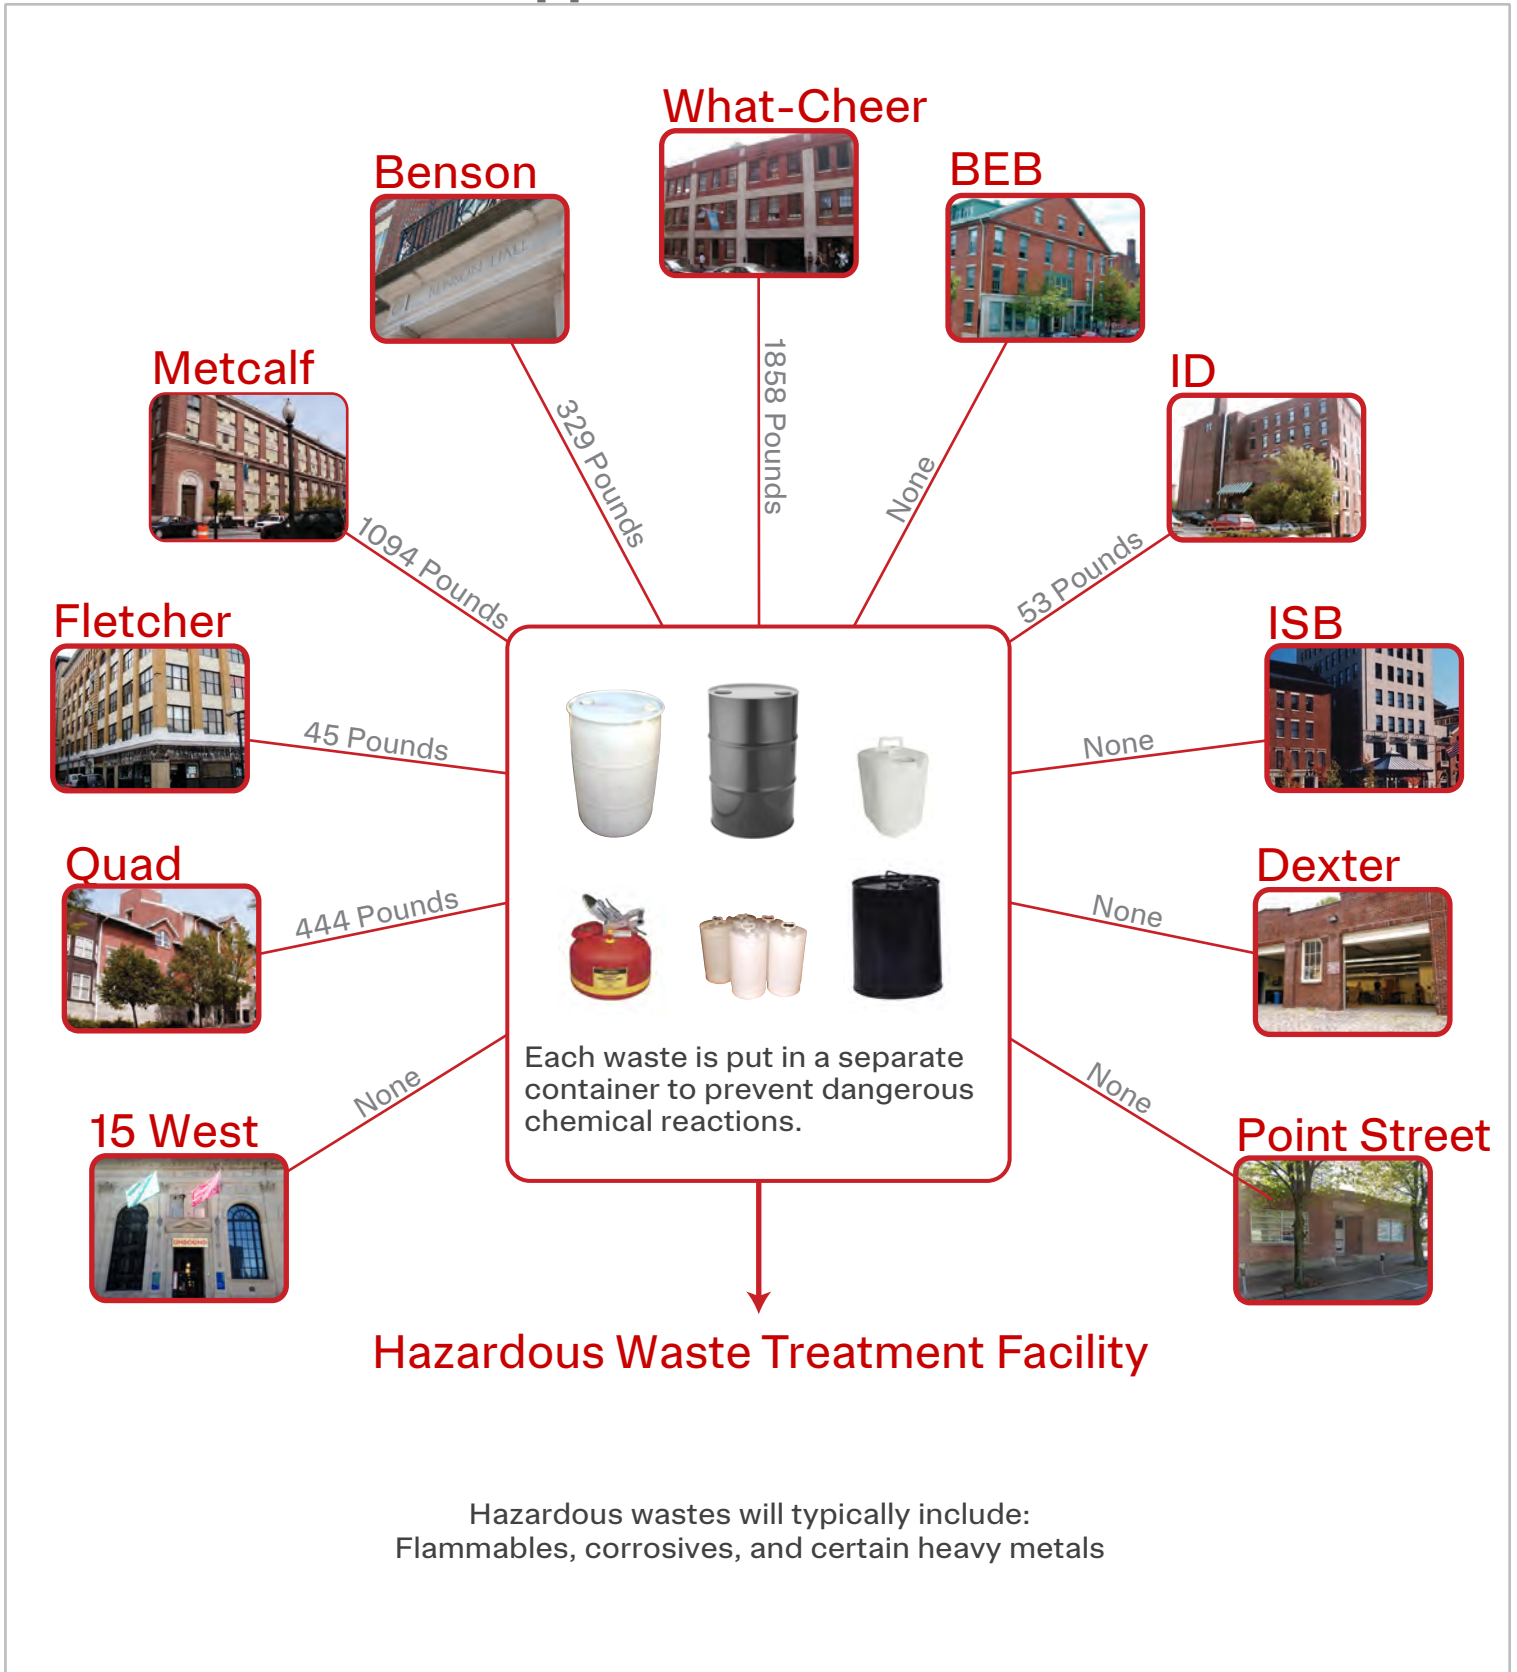 What-Cheer
Benson
BEB
Metcalf
ID
Fletcher
ISB
Quad
Dexter
15 West
Point Street
BENSON HALL
1858 Pounds
329 Pounds
None
1094 Pounds
53 Pounds
45 Pounds
None
444 Pounds
None
None
None
Each waste is put in a separate
container to prevent dangerous
chemical reactions.
Hazardous Waste Treatment Facility
Hazardous wastes will typically include:
Flammables, corrosives, and certain heavy metals